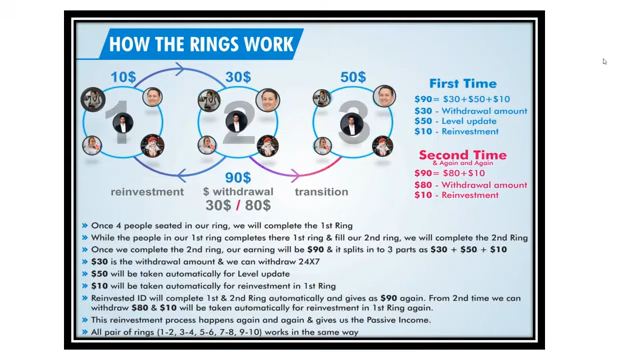 HOW THE RINGS WORK
10$
30$
50$
1
2
3
90$
reinvestment
$ withdrawal
transition
30$ / 80$
First Time
$90= $30+$50+$10
$30 - Withdrawal amount
$50 - Level update
$10 - Reinvestment
Second Time
& Again and Again
$90= $80+$10
$80 - Withdrawal amount
$10 - Reinvestment
Once 4 people seated in our ring, we will complete the 1st Ring
While the people in our 1st ring completes there 1st ring & fill our 2nd ring, we will complete the 2nd Ring
Once we complete the 2nd ring, our earning will be $90 & it splits in to 3 parts as $30 + $50 + $10
$30 is the withdrawal amount & we can withdraw 24X7
$50 will be taken automatically for Level update
$10 will be taken automatically for reinvestment in 1st Ring
Reinvested ID will complete 1st & 2nd Ring automatically and gives as $90 again. From 2nd time we can
withdraw $80 & $10 will be taken automatically for reinvestment in 1st Ring again.
This reinvestment process happens again and again & gives us the Passive Income.
All pair of rings (1-2, 3-4, 5-6, 7-8, 9-10) works in the same way